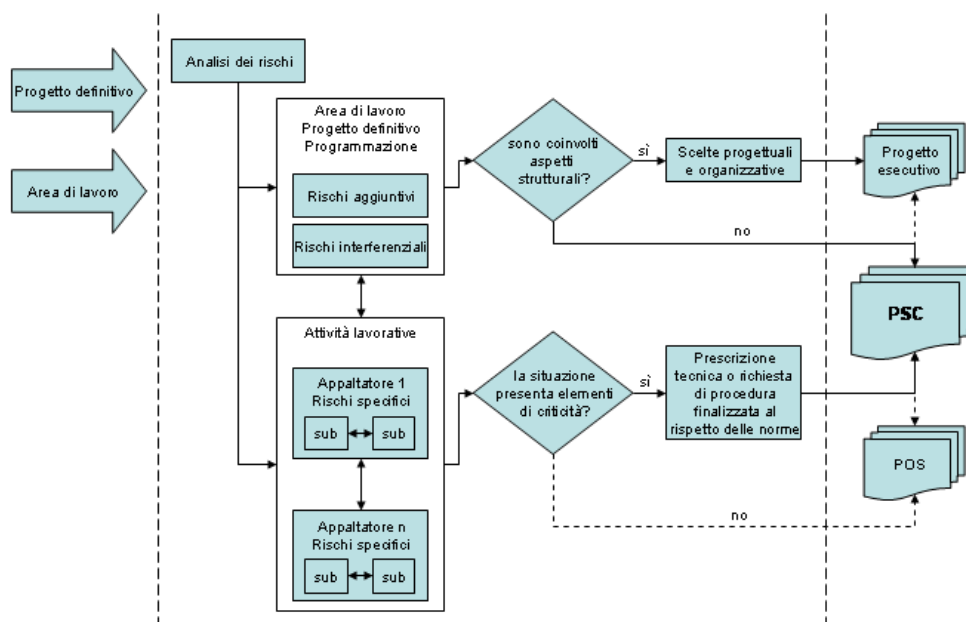 Progetto definitivo
Area di lavoro
Analisi dei rischi
Area di lavoro
Progetto definitivo
Programmazione
Rischi aggiuntivi
Rischi interferenziali
sono coinvolti
aspetti
strutturali?
sì
Scelte progettuali
e organizzative
Progetto
esecutivo
no
PSC
Attività lavorative
Appaltatore 1
Rischi specifici
sub
sub
Appaltatore n
Rischi specifici
sub
sub
la situazione
presenta elementi
di criticità?
sì
Prescrizione
tecnica o richiesta
di procedura
finalizzata al
rispetto delle norme
POS
no